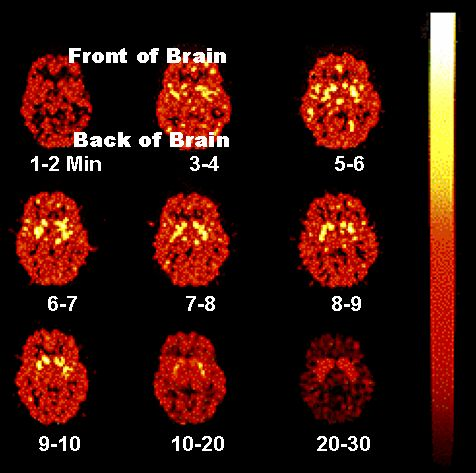 Front of Brain
Back of Brain
1-2 Min 3-4 5-6
6-7 7-8 8-9
9-10 10-20 20-30